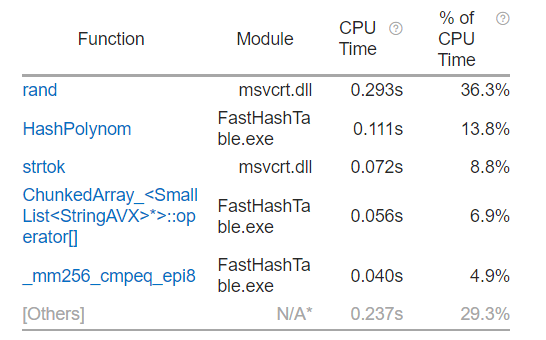 Function Module CPU Time % of CPU Time
rand msvcrt.dll 0.293s 36.3%
HashPolynom FastHashTable.exe 0.111s 13.8%
strtok msvcrt.dll 0.072s 8.8%
ChunkedArray_<SmallList<StringAVX>*>::operator[] FastHashTable.exe 0.056s 6.9%
_mm256_cmpeq_epi8 FastHashTable.exe 0.040s 4.9%
[Others] N/A* 0.237s 29.3%